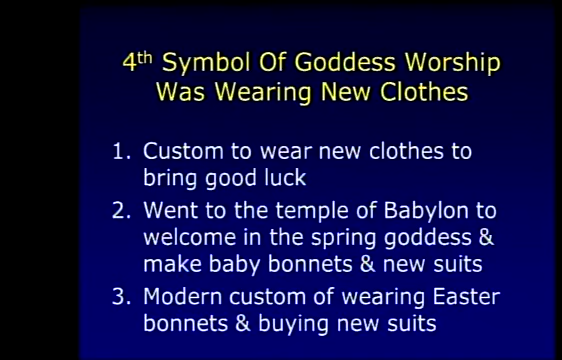 4th Symbol Of Goddess Worship
Was Wearing New Clothes
1. Custom to wear new clothes to
bring good luck
2. Went to the temple of Babylon to
welcome in the spring goddess &
make baby bonnets & new suits
3. Modern custom of wearing Easter
bonnets & buying new suits